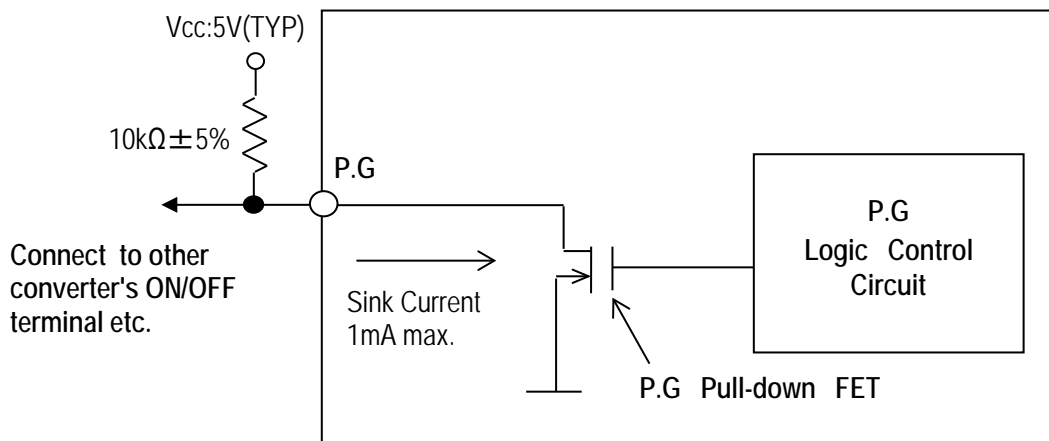 Vcc:5V(TYP)
10kΩ±5%
P.G
Connect to other
converter's ON/OFF
terminal etc.
Sink Current
1mA max.
P.G
Logic Control
Circuit
P.G Pull-down FET